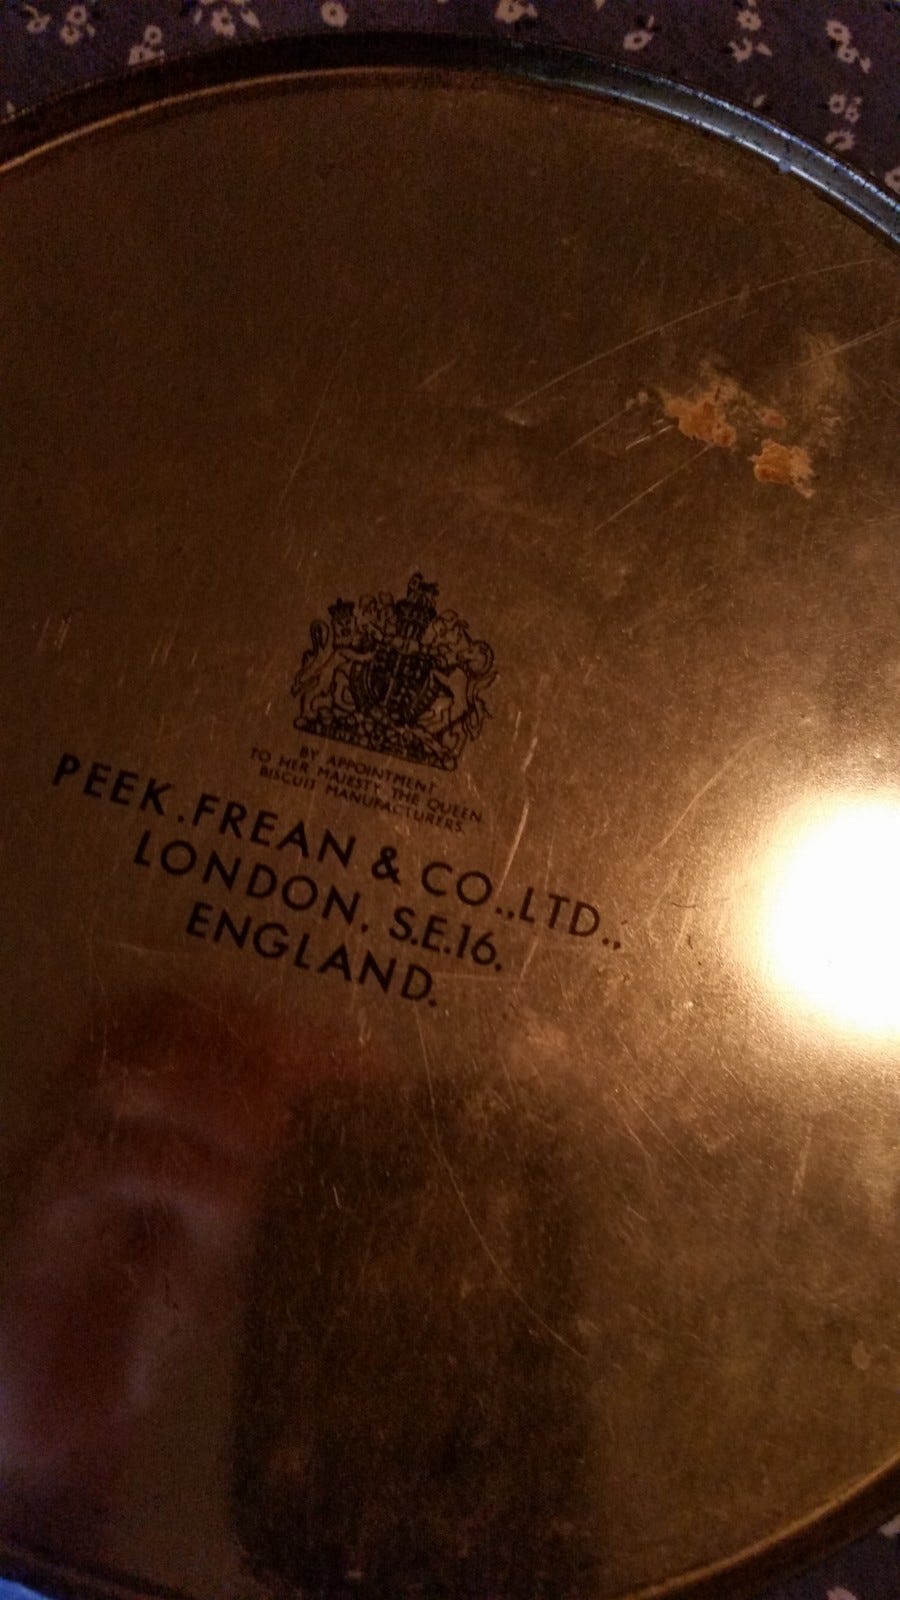 BY APPOINTMENT
TO HER MAJESTY THE QUEEN
BISCUIT MANUFACTURERS
PEEK.FREAN & CO.,LTD.,
LONDON, S.E.16.
ENGLAND.